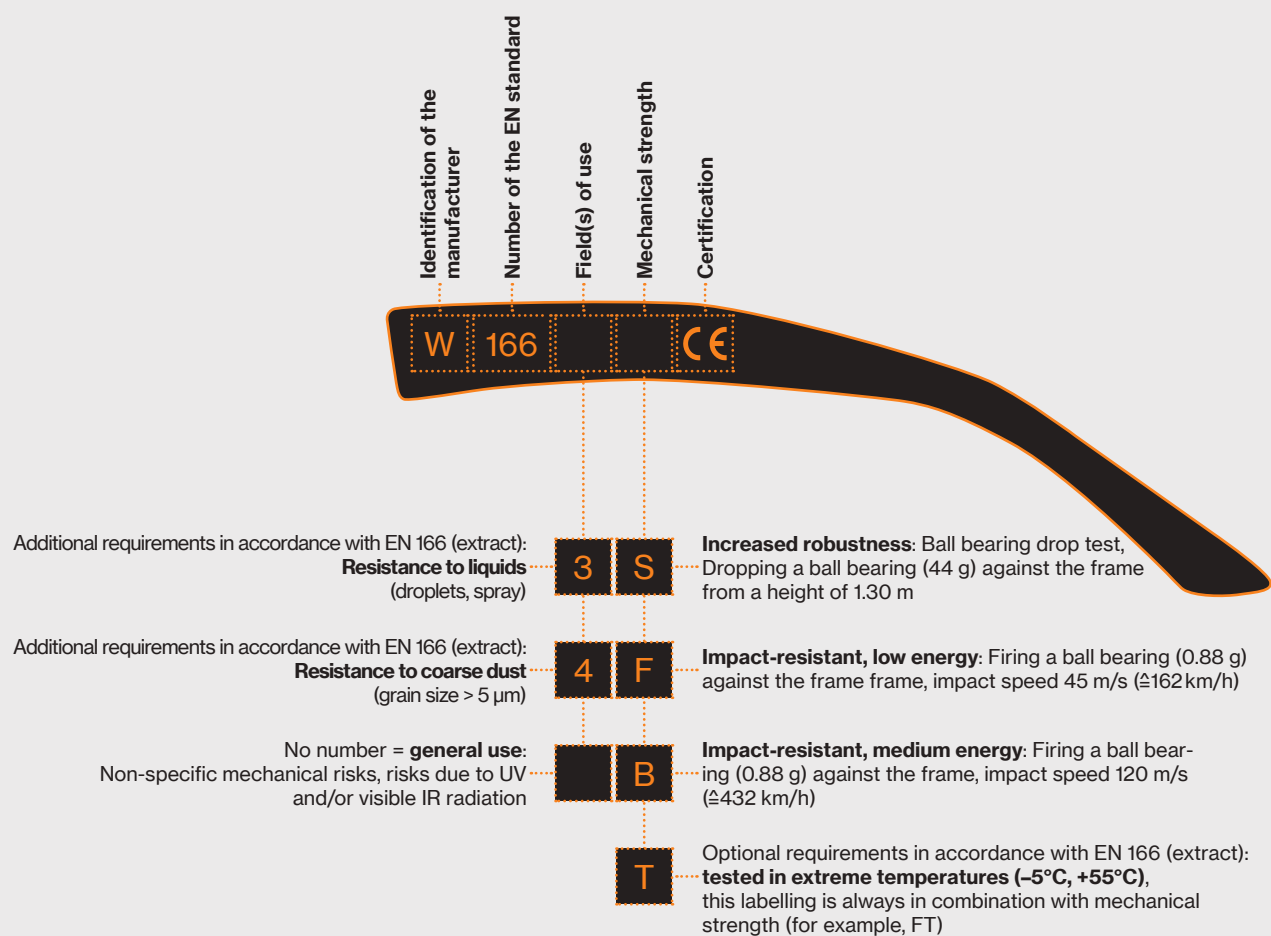 Identification of the
manufacturer
Number of the EN standard
Field(s) of use
Mechanical strength
Certification
W
166
CE
Additional requirements in accordance with EN 166 (extract):
Resistance to liquids
(droplets, spray)
3
S
Increased robustness: Ball bearing drop test,
Dropping a ball bearing (44 g) against the frame
from a height of 1.30 m
Additional requirements in accordance with EN 166 (extract):
Resistance to coarse dust
(grain size > 5 µm)
4
F
Impact-resistant, low energy: Firing a ball bearing (0.88 g)
against the frame frame, impact speed 45 m/s (≙162 km/h)
No number = general use:
Non-specific mechanical risks, risks due to UV
and/or visible IR radiation
B
Impact-resistant, medium energy: Firing a ball bear-
ing (0.88 g) against the frame, impact speed 120 m/s
(≙432 km/h)
T
Optional requirements in accordance with EN 166 (extract):
tested in extreme temperatures (–5°C, +55°C),
this labelling is always in combination with mechanical
strength (for example, FT)